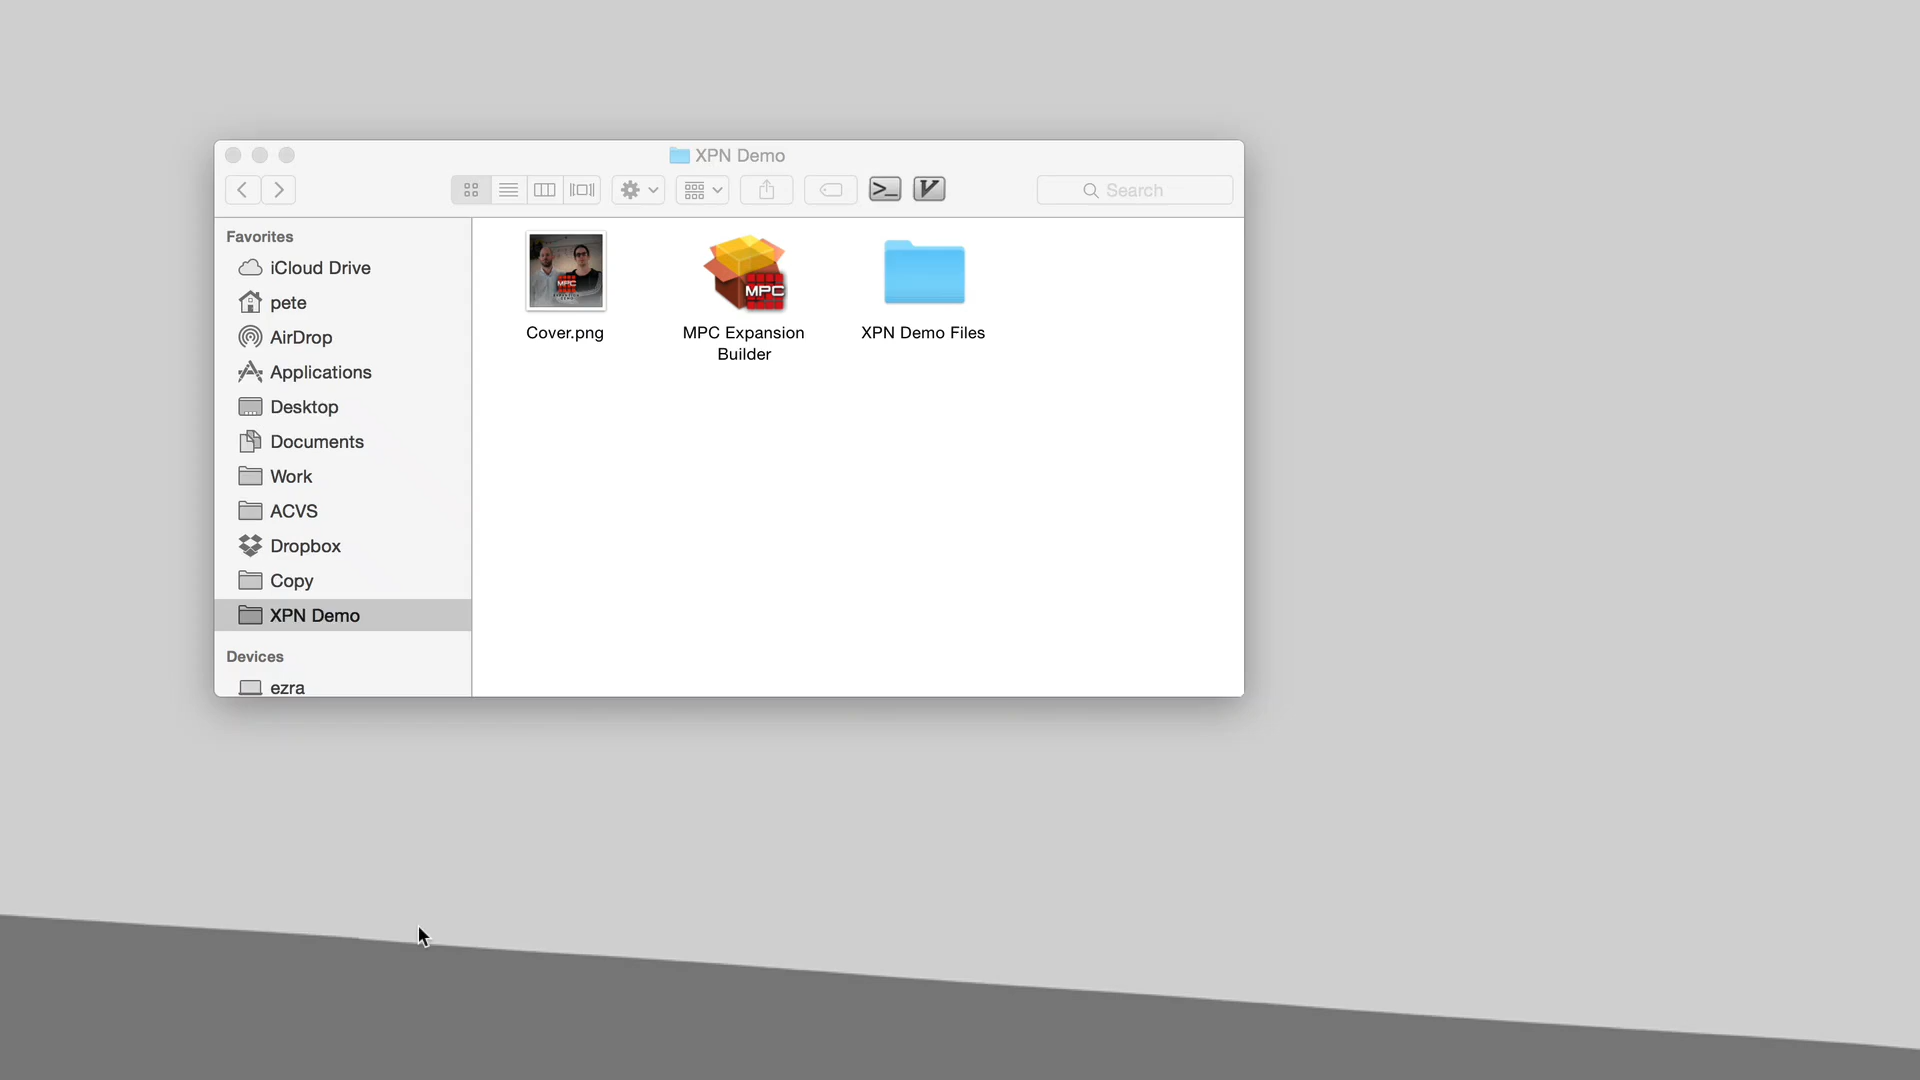 XPN Demo
Search
Favorites
iCloud Drive
pete
AirDrop
Applications
Desktop
Documents
Work
ACVS
Dropbox
Copy
XPN Demo
Devices
ezra
MPC
MPC
Cover.png
MPC Expansion
Builder
XPN Demo Files